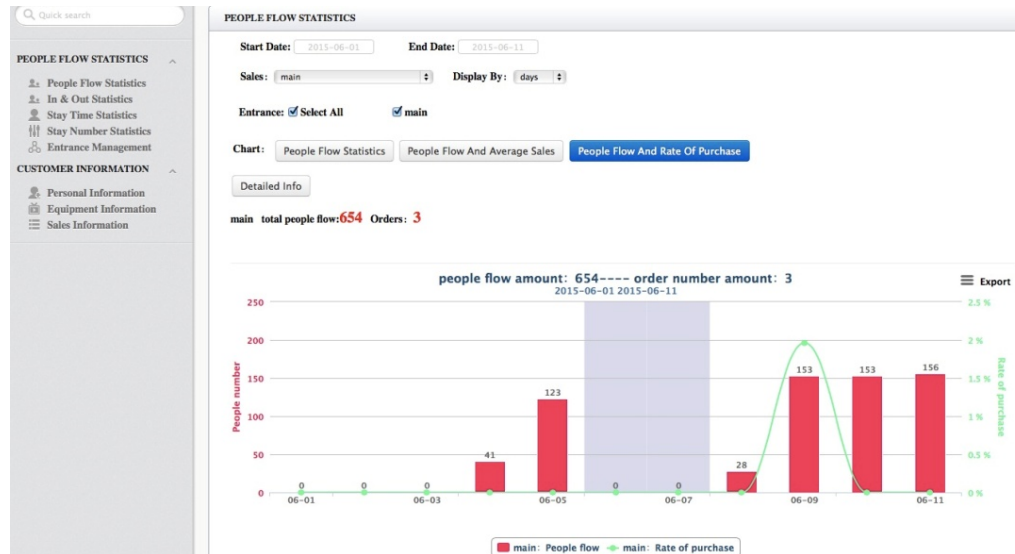 Quick search
PEOPLE FLOW STATISTICS
People Flow Statistics
In & Out Statistics
Stay Time Statistics
Stay Number Statistics
Entrance Management
CUSTOMER INFORMATION
Personal Information
Equipment Information
Sales Information
PEOPLE FLOW STATISTICS
Start Date: 2015-06-01 End Date: 2015-06-11
Sales: main Display By: days
Entrance: Select All main
Chart: People Flow Statistics People Flow And Average Sales People Flow And Rate Of Purchase
Detailed Info
main total people flow:654 Orders: 3
people flow amount: 654---- order number amount: 3
2015-06-01 2015-06-11
Export
People number
250
200
150
100
50
0
0 0 0 41 123 0 0 28 153 153 156
2.5 %
2 %
1.5 %
1 %
0.5 %
0 %
Rate of purchase
06-01 06-03 06-05 06-07 06-09 06-11
main: People flow main: Rate of purchase